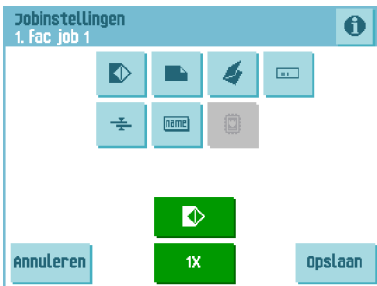 Jobinstellingen
1. Fac job 1
name
Annuleren
1X
Opslaan